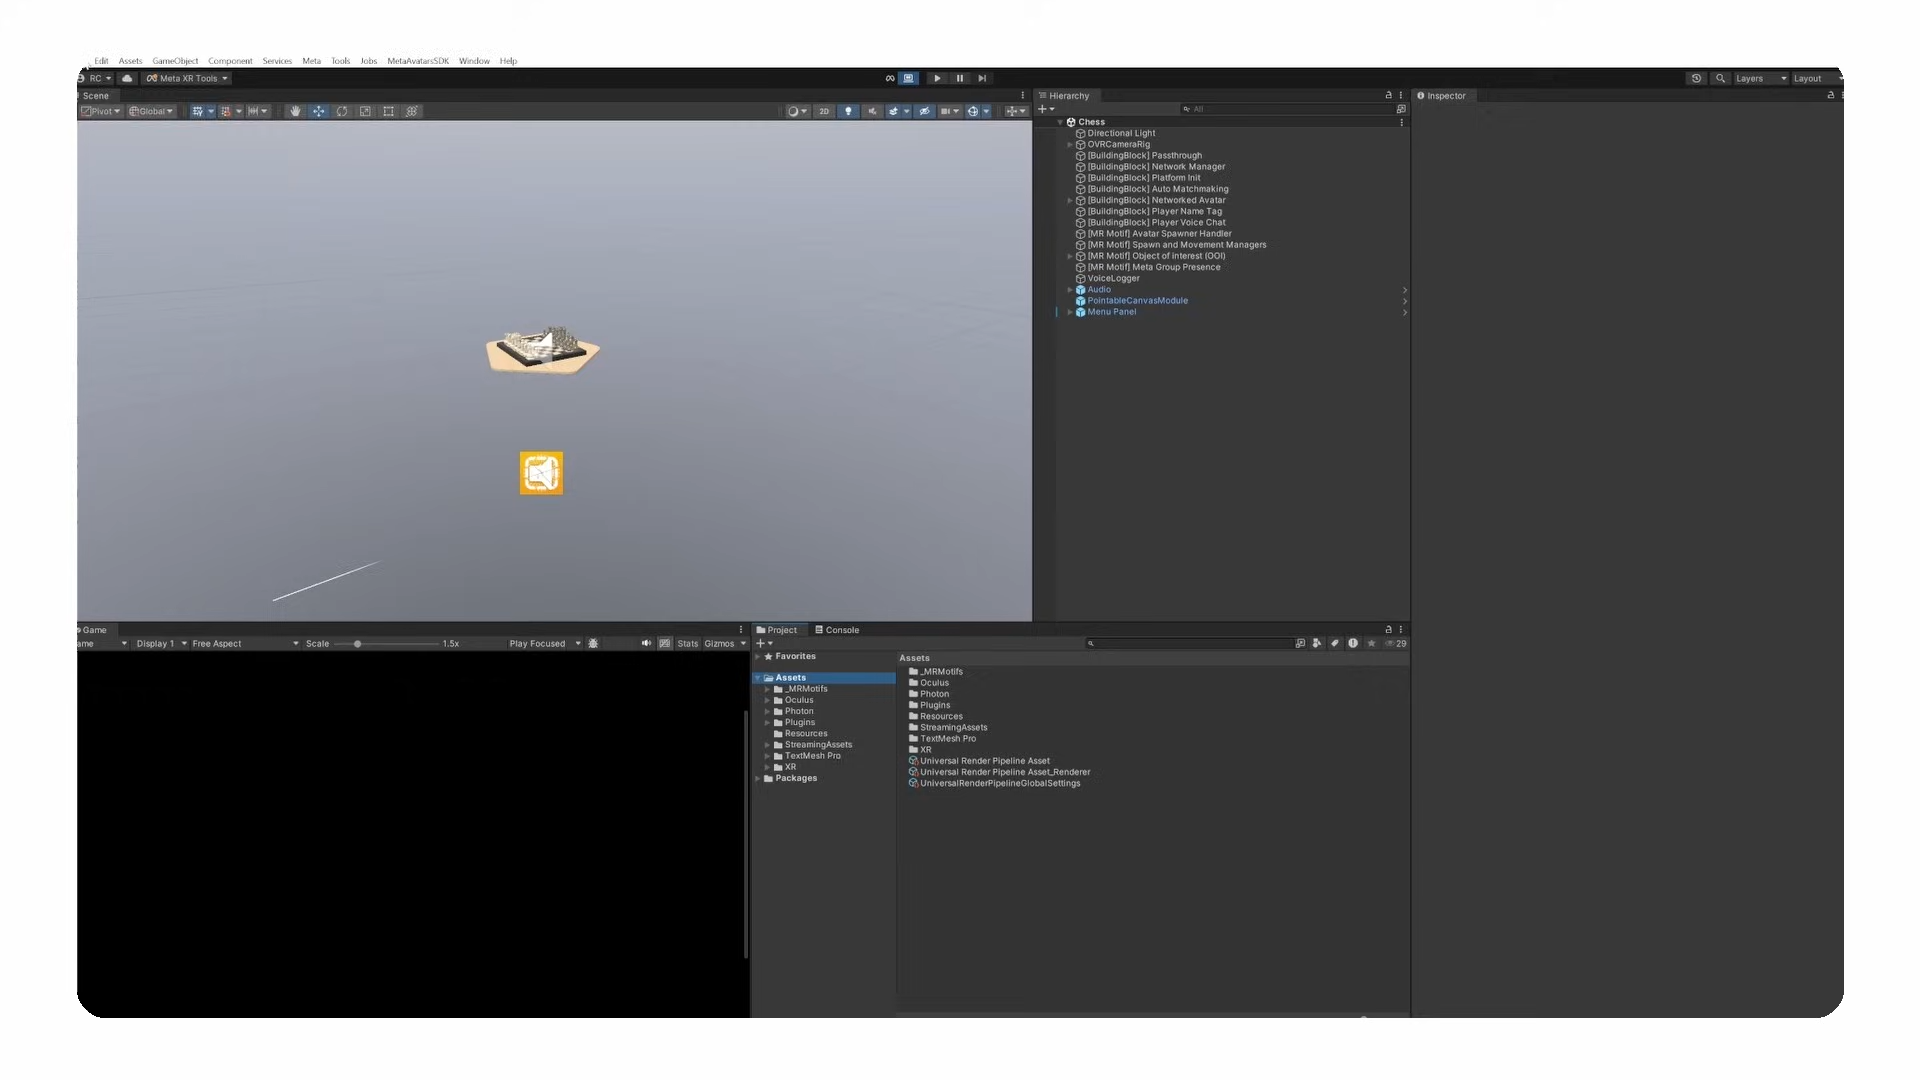 Edit Assets GameObject Component Services Meta Tools Jobs MetaAvatarsSDK Window Help
RC Meta XR Tools Layers Layout
Scene
Pivot Global 2D
Hierarchy
All
Chess
Directional Light
OVRCameraRig
[BuildingBlock] Passthrough
[BuildingBlock] Network Manager
[BuildingBlock] Platform Init
[BuildingBlock] Auto Matchmaking
[BuildingBlock] Networked Avatar
[BuildingBlock] Player Name Tag
[BuildingBlock] Player Voice Chat
[MR Motif] Avatar Spawner Handler
[MR Motif] Spawn and Movement Managers
[MR Motif] Object of interest (OOI)
[MR Motif] Meta Group Presence
VoiceLogger
Audio
PointableCanvasModule
Menu Panel
Inspector
Game
ame Display 1 Free Aspect Scale 1.5x Play Focused Stats Gizmos
Project Console
29
Favorites
Assets
_MRMotifs
Oculus
Photon
Plugins
Resources
StreamingAssets
TextMesh Pro
XR
Packages
Assets
_MRMotifs
Oculus
Photon
Plugins
Resources
StreamingAssets
TextMesh Pro
XR
Universal Render Pipeline Asset
Universal Render Pipeline Asset_Renderer
UniversalRenderPipelineGlobalSettings